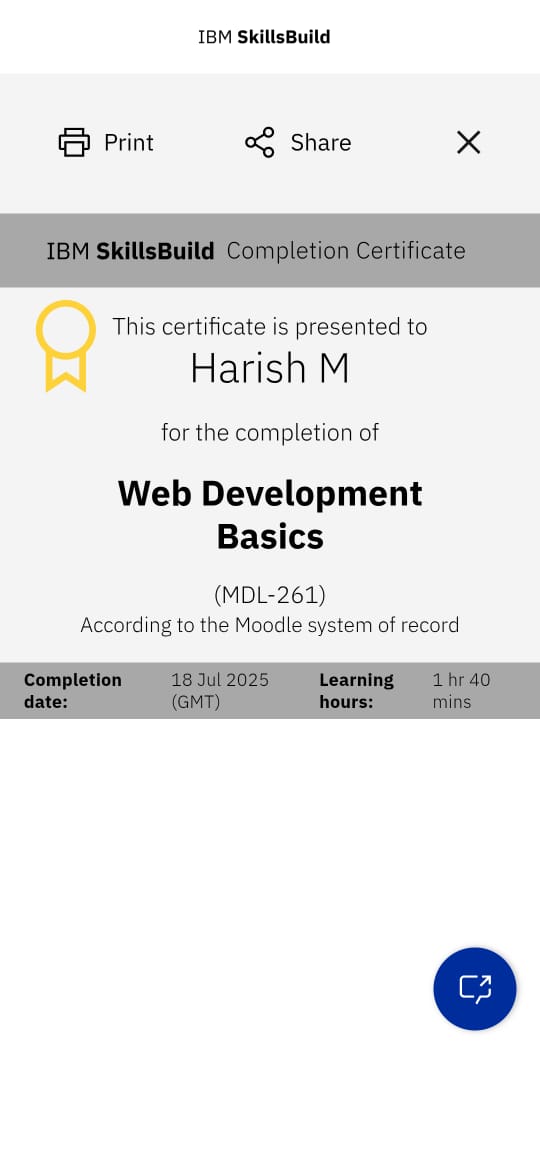 IBM SkillsBuild
Print
Share
IBM SkillsBuild Completion Certificate
This certificate is presented to
Harish M
for the completion of
Web Development
Basics
(MDL-261)
According to the Moodle system of record
Completion date:
18 Jul 2025 (GMT)
Learning hours:
1 hr 40 mins